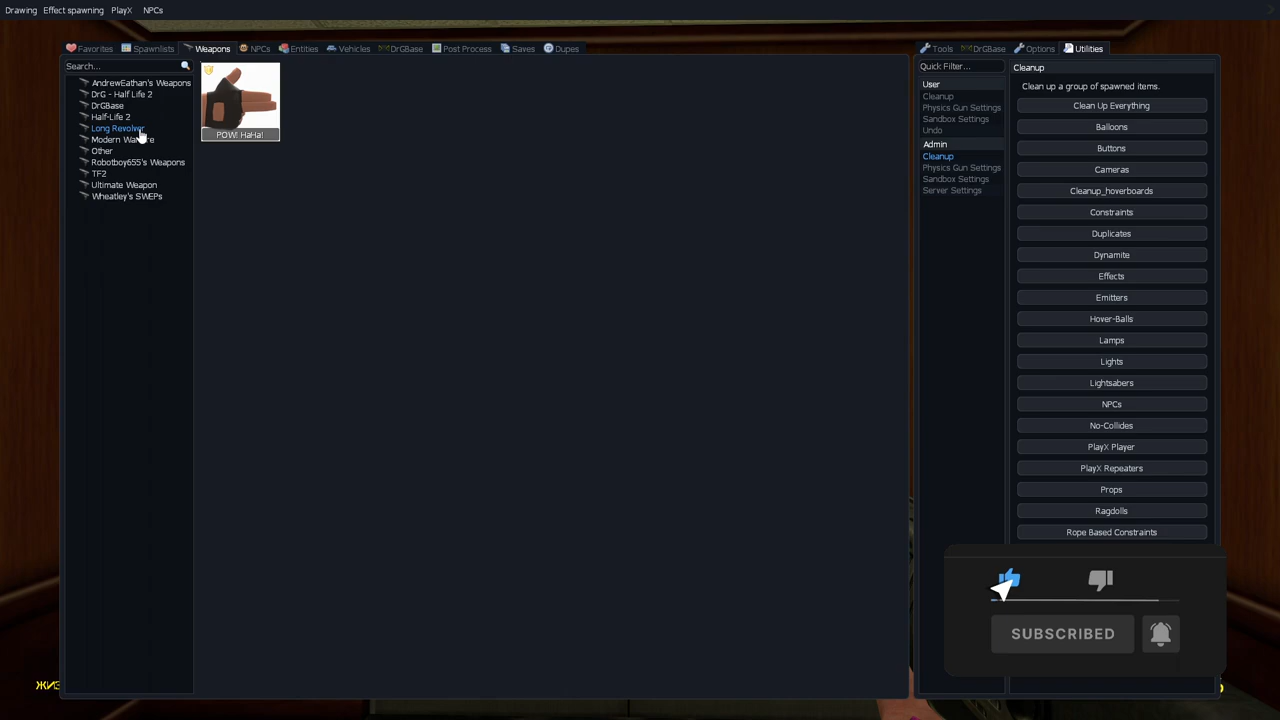 Drawing Effect spawning PlayX NPCs
Favorites Spawnlists Weapons NPCs Entities Vehicles DrGBase Post Process Saves Dupes
Tools DrGBase Options Utilities
Search...
AndrewEathan's Weapons
DrG - Half Life 2
DrGBase
Half-Life 2
Long Revolver
Modern Warfare
Other
Robotboy655's Weapons
TF2
Ultimate Weapon
Wheatley's SWEPs
POW! HaHa!
Quick Filter...
User
Cleanup
Physics Gun Settings
Sandbox Settings
Undo
Admin
Cleanup
Physics Gun Settings
Sandbox Settings
Server Settings
Cleanup
Clean up a group of spawned items.
Clean Up Everything
Balloons
Buttons
Cameras
Cleanup_hoverboards
Constraints
Duplicates
Dynamite
Effects
Emitters
Hover-Balls
Lamps
Lights
Lightsabers
NPCs
No-Collides
PlayX Player
PlayX Repeaters
Props
Ragdolls
Rope Based Constraints
SUBSCRIBED